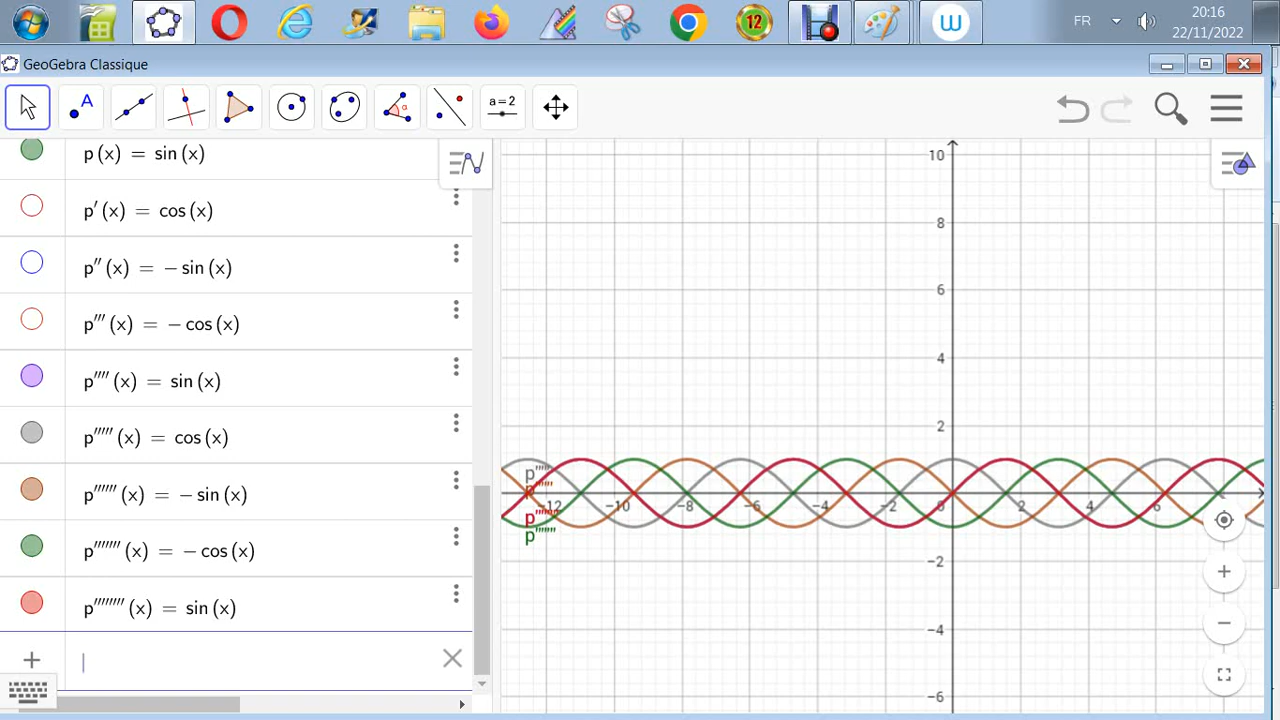 FR
20:16
22/11/2022
12
W
GeoGebra Classique
A
a = 2
p (x) = sin (x)
p′ (x) = cos (x)
p′′ (x) = − sin (x)
p′′′ (x) = − cos (x)
p′′′′ (x) = sin (x)
p′′′′′ (x) = cos (x)
p′′′′′′ (x) = − sin (x)
p′′′′′′′ (x) = − cos (x)
p′′′′′′′′ (x) = sin (x)
10
8
6
4
2
−12 −10 −8 −6 −4 −2 0 2 4 6
−2
−4
−6